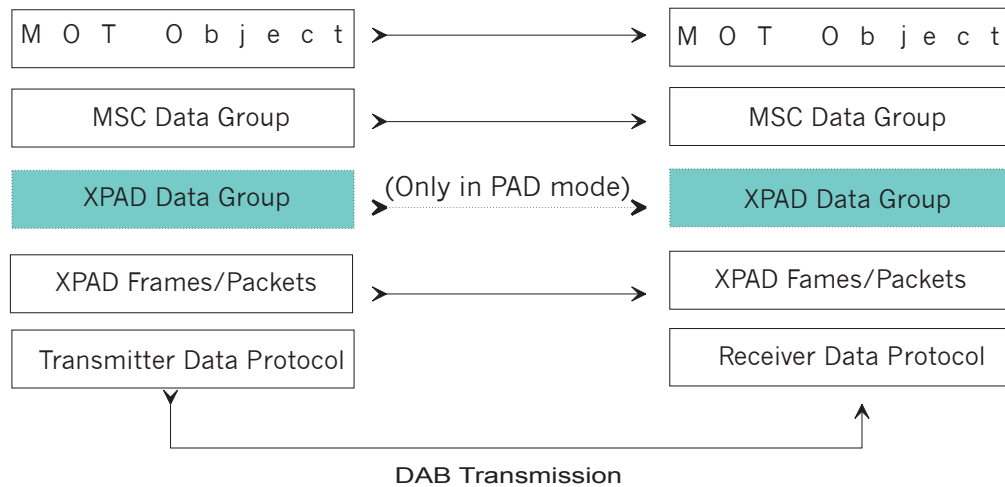 MOT Object
MOT Object
MSC Data Group
MSC Data Group
XPAD Data Group
(Only in PAD mode)
XPAD Data Group
XPAD Frames/Packets
XPAD Fames/Packets
Transmitter Data Protocol
Receiver Data Protocol
DAB Transmission